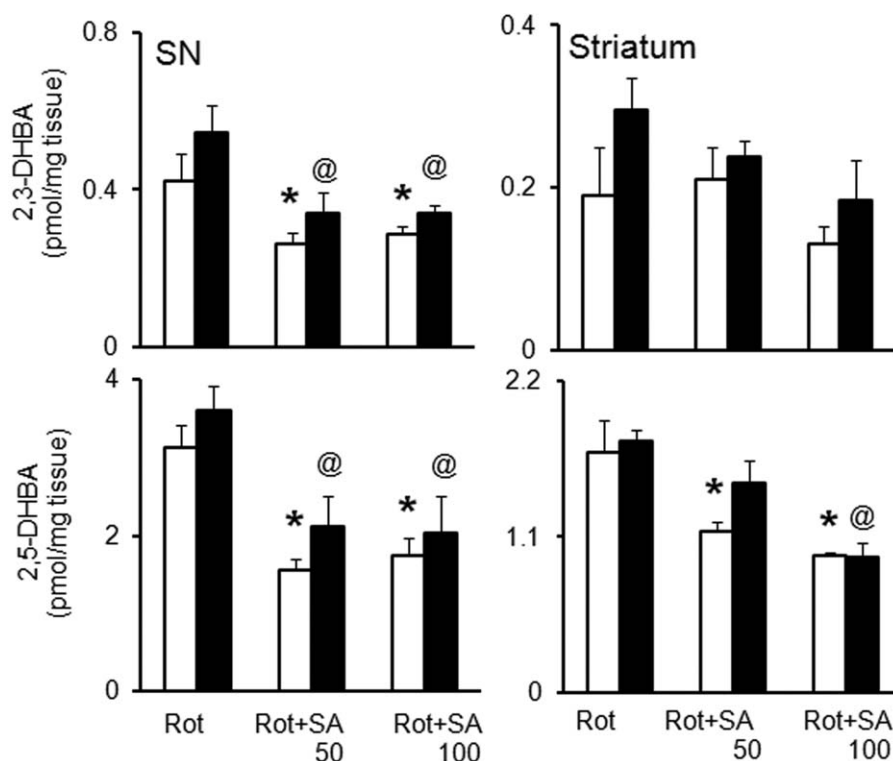 SN
2,3-DHBA
(pmol/mg tissue)
0.8
0.4
0
* @ * @
Striatum
0.4
0.2
0
2,5-DHBA
(pmol/mg tissue)
4
2
0
* @ * @
Rot Rot+SA 50 Rot+SA 100
2.2
1.1
0
* * @
Rot Rot+SA 50 Rot+SA 100